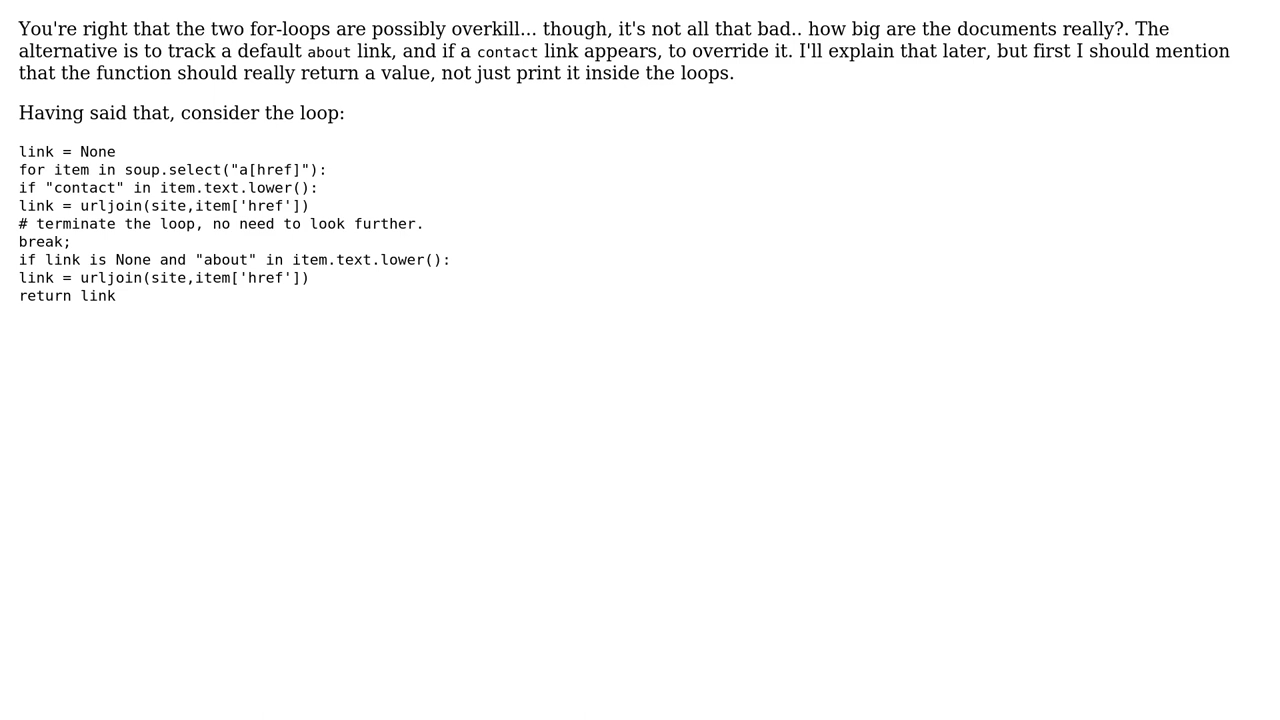 You're right that the two for-loops are possibly overkill... though, it's not all that bad.. how big are the documents really?. The
alternative is to track a default about link, and if a contact link appears, to override it. I'll explain that later, but first I should mention
that the function should really return a value, not just print it inside the loops.
Having said that, consider the loop:
link = None
for item in soup.select("a[href]"):
if "contact" in item.text.lower():
link = urljoin(site,item['href'])
# terminate the loop, no need to look further.
break;
if link is None and "about" in item.text.lower():
link = urljoin(site,item['href'])
return link